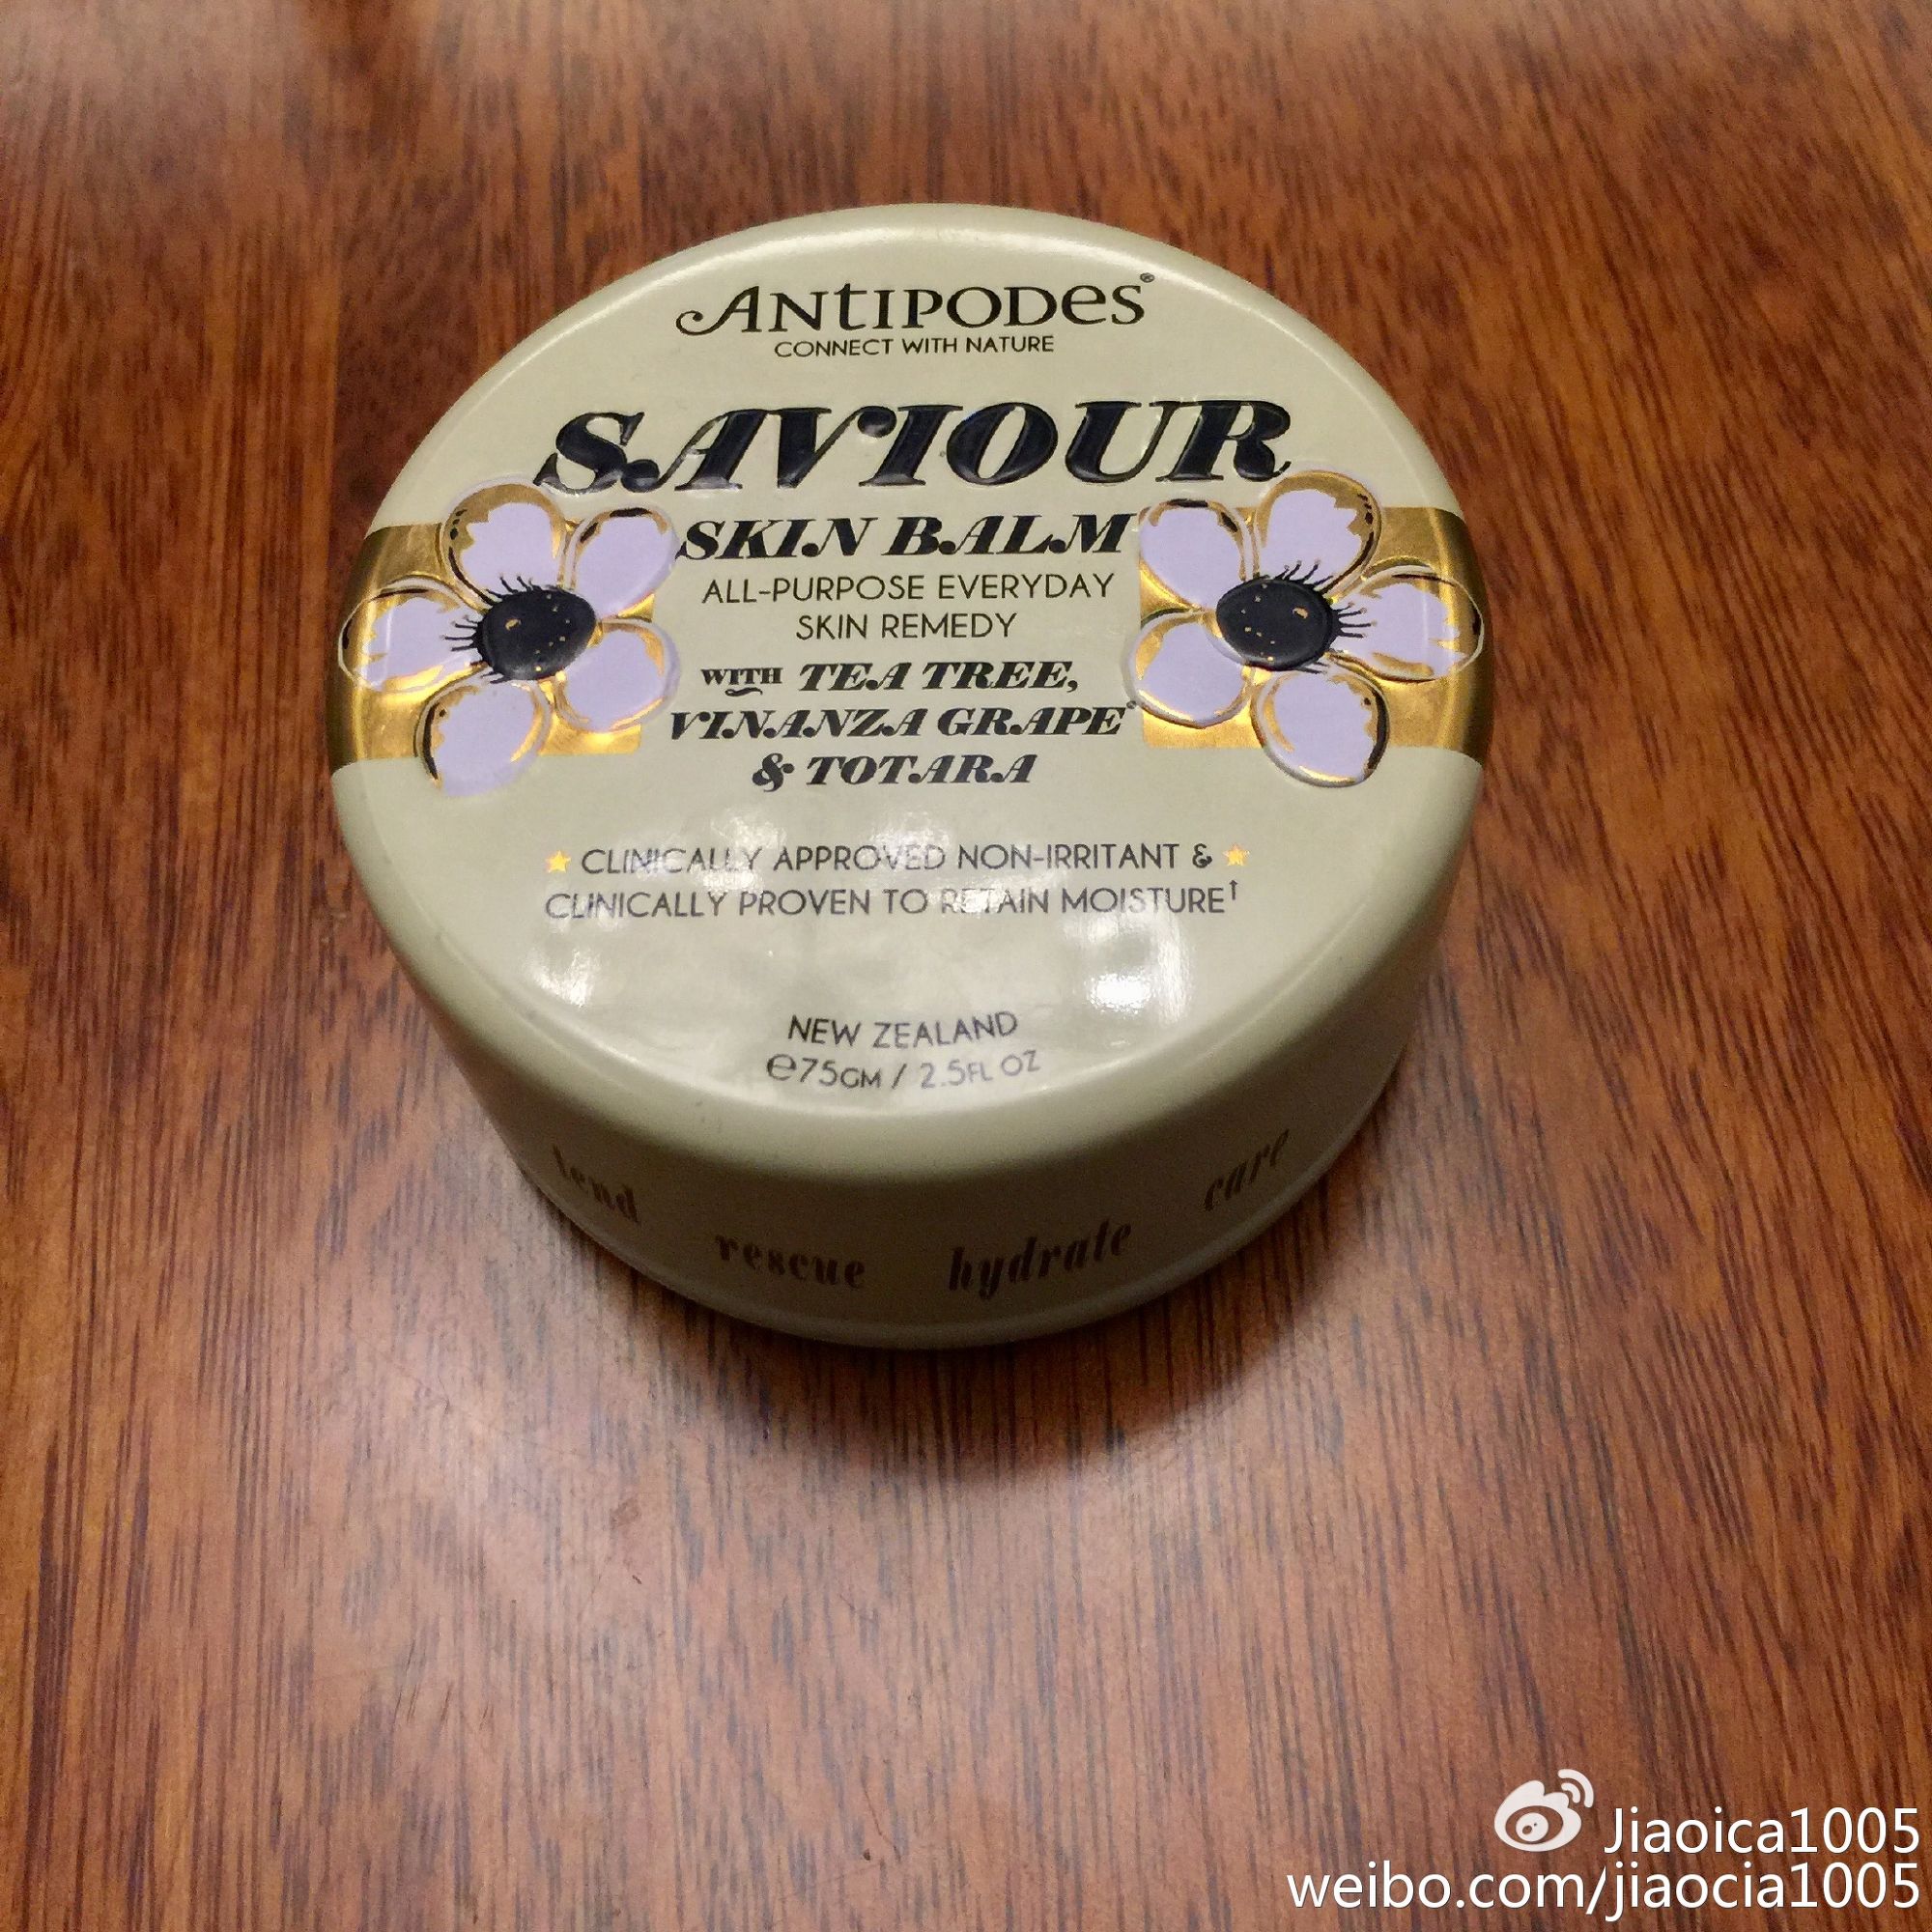 ANTIPODES®
CONNECT WITH NATURE
SAVIOUR
SKIN BALM
ALL-PURPOSE EVERYDAY
SKIN REMEDY
WITH TEA TREE,
VINANZA GRAPE®
& TOTARA
★ CLINICALLY APPROVED NON-IRRITANT & ★
CLINICALLY PROVEN TO RETAIN MOISTURE†
NEW ZEALAND
℮75GM / 2.5FL OZ
tend rescue hydrate care
Jiaoica1005
weibo.com/jiaocia1005